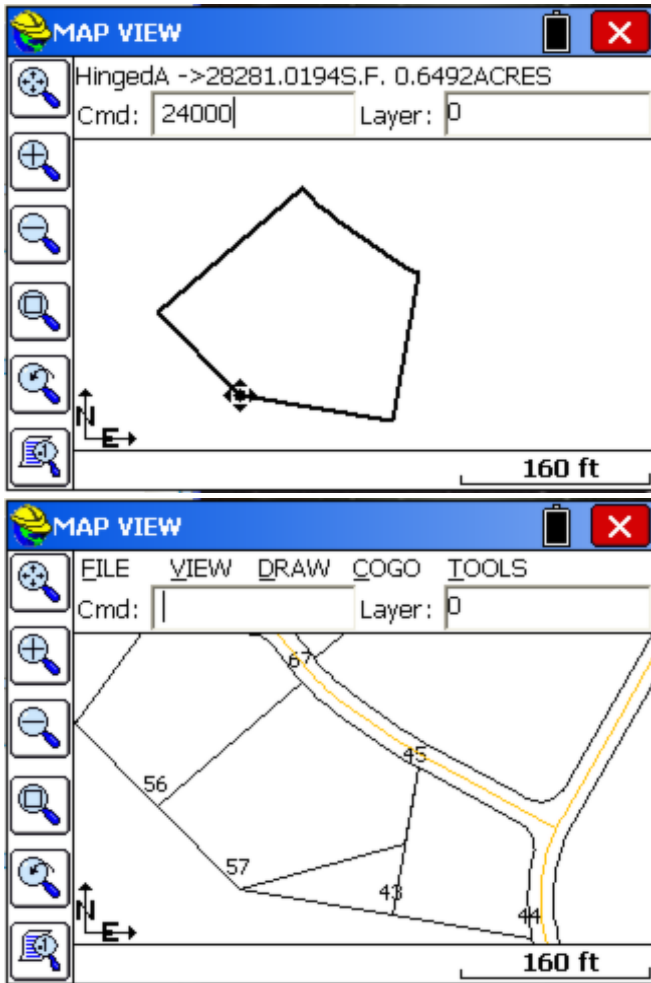 MAP VIEW
HingedA ->28281.0194S.F. 0.6492ACRES
Cmd: 24000 Layer: 0
N
E
160 ft
MAP VIEW
FILE VIEW DRAW COGO TOOLS
Cmd: Layer: 0
67
45
56
57
43
44
N
E
160 ft